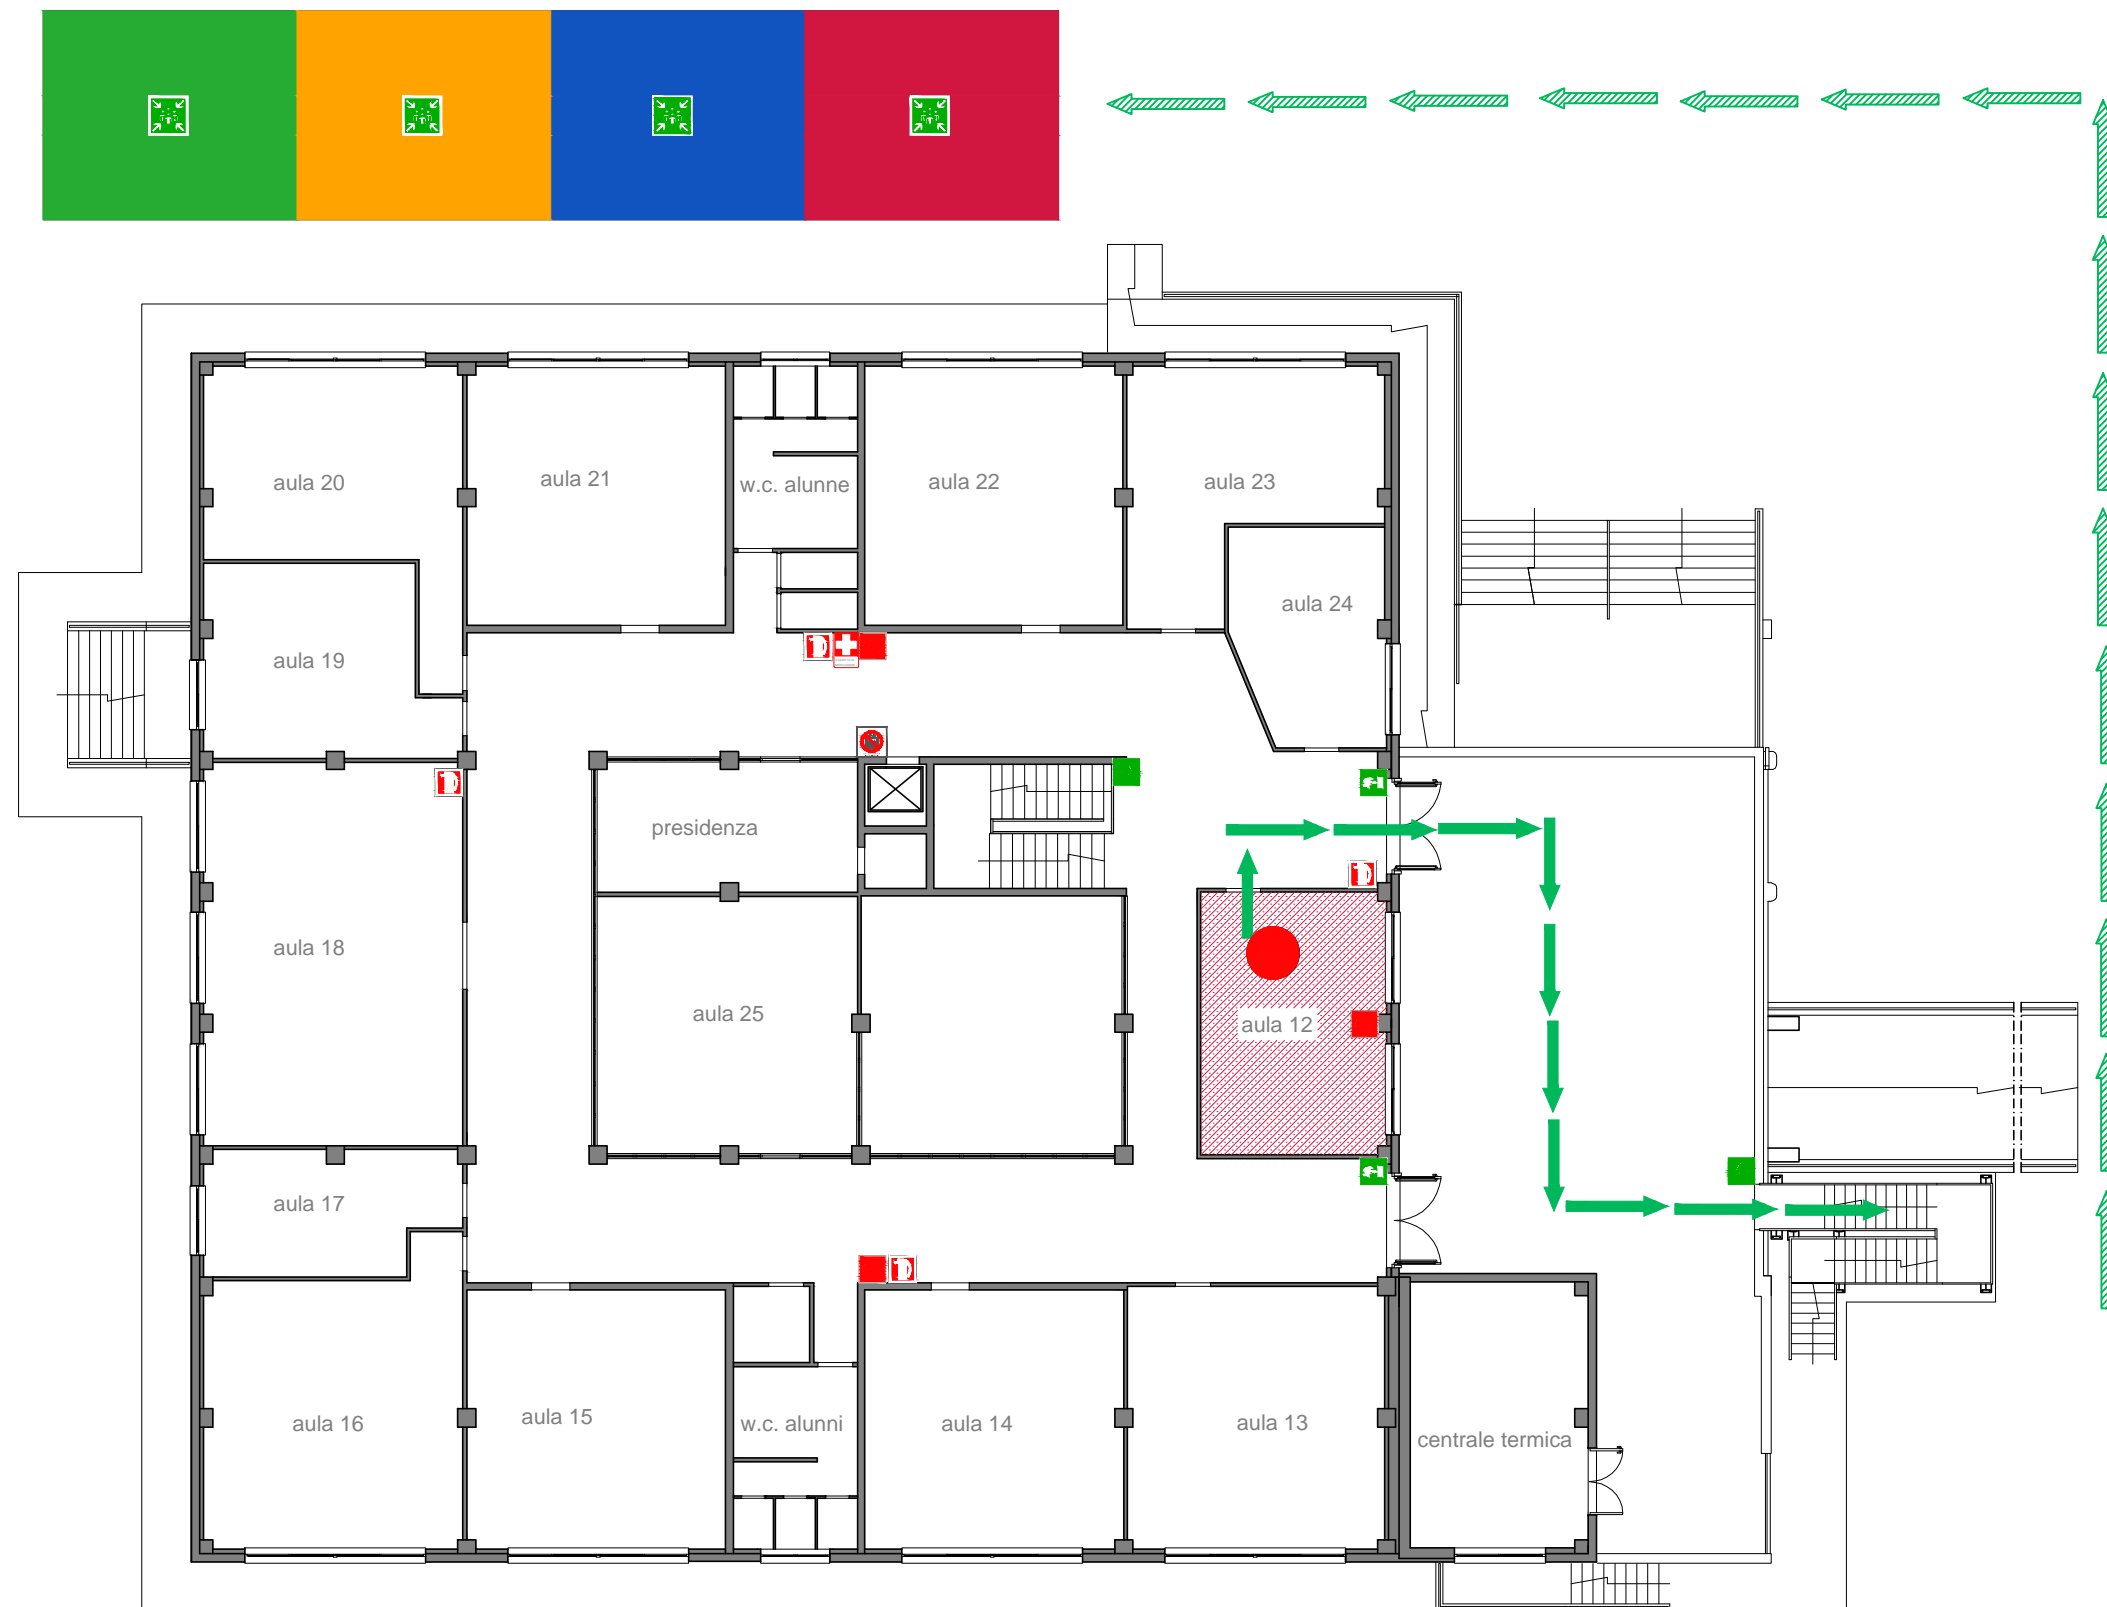 aula 20
aula 21
w.c. alunne
aula 22
aula 23
aula 24
aula 19
presidenza
aula 18
aula 25
aula 12
aula 17
aula 16
aula 15
w.c. alunni
aula 14
aula 13
centrale termica